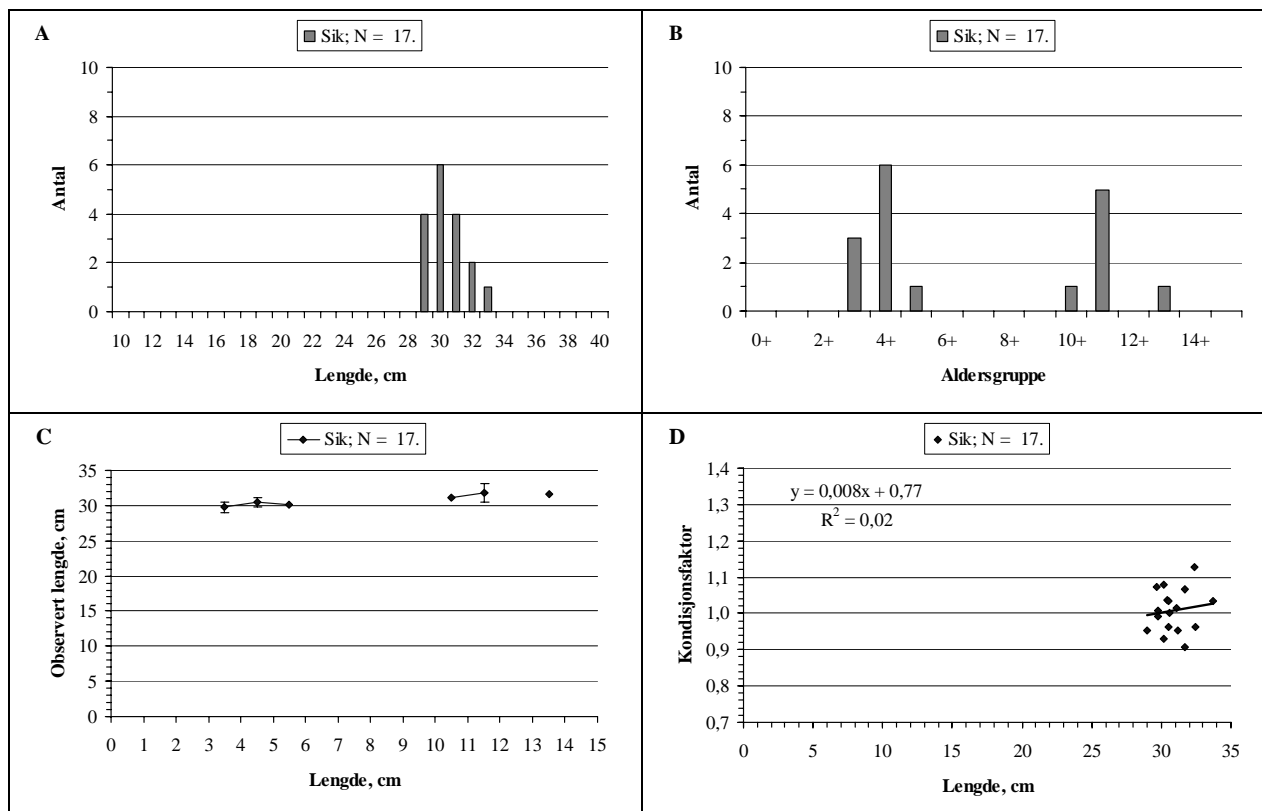 A
Sik; N = 17.
Antal
10
8
6
4
2
0
10 12 14 16 18 20 22 24 26 28 30 32 34 36 38 40
Lengde, cm
B
Sik; N = 17.
Antal
10
8
6
4
2
0
0+ 2+ 4+ 6+ 8+ 10+ 12+ 14+
Aldersgruppe
C
Sik; N = 17.
Observert lengde, cm
35
30
25
20
15
10
5
0
0 1 2 3 4 5 6 7 8 9 10 11 12 13 14 15
Lengde, cm
D
Sik; N = 17.
Kondisjonsfaktor
1,4
1,3
1,2
1,1
1,0
0,9
0,8
0,7
y = 0,008x + 0,77
R² = 0,02
0 5 10 15 20 25 30 35
Lengde, cm